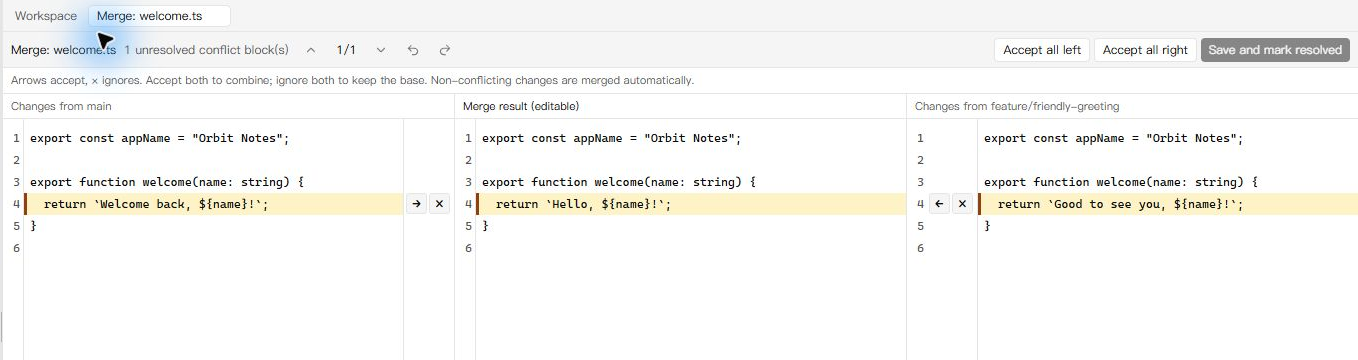 Workspace Merge: welcome.ts
Merge: welcome.ts 1 unresolved conflict block(s) 1/1 Accept all left Accept all right Save and mark resolved
Arrows accept, × ignores. Accept both to combine; ignore both to keep the base. Non-conflicting changes are merged automatically.
Changes from main
1 export const appName = "Orbit Notes";
2
3 export function welcome(name: string) {
4 return `Welcome back, ${name}!`;
5 }
6
Merge result (editable)
1 export const appName = "Orbit Notes";
2
3 export function welcome(name: string) {
4 return `Hello, ${name}!`;
5 }
6
Changes from feature/friendly-greeting
1 export const appName = "Orbit Notes";
2
3 export function welcome(name: string) {
4 return `Good to see you, ${name}!`;
5 }
6